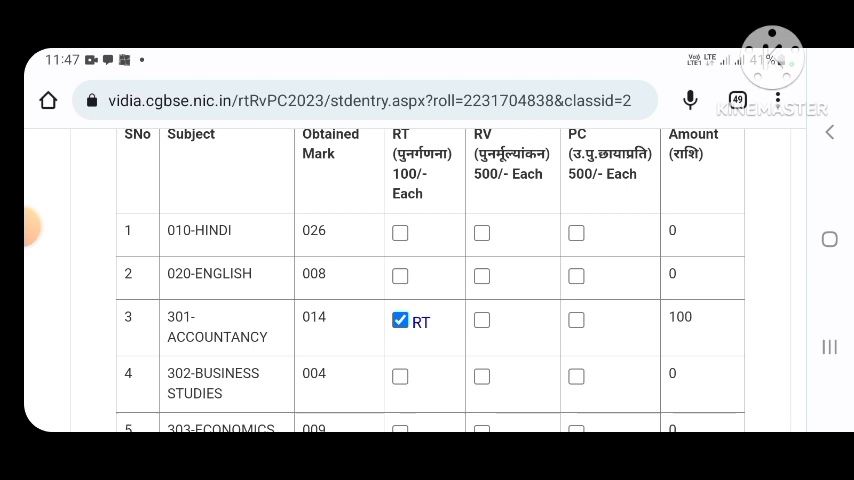 11:47
Vo) LTE
LTE1
41%
vidia.cgbse.nic.in/rtRvPC2023/stdentry.aspx?roll=2231704838&classid=2
49
KINEMASTER
SNo Subject Obtained Mark RT (पुनर्गणना) 100/- Each RV (पुनर्मूल्यांकन) 500/- Each PC (उ.पु.छायाप्रति) 500/- Each Amount (राशि)
1 010-HINDI 026 0
2 020-ENGLISH 008 0
3 301-ACCOUNTANCY 014 RT 100
4 302-BUSINESS STUDIES 004 0
5 303-ECONOMICS 009 0